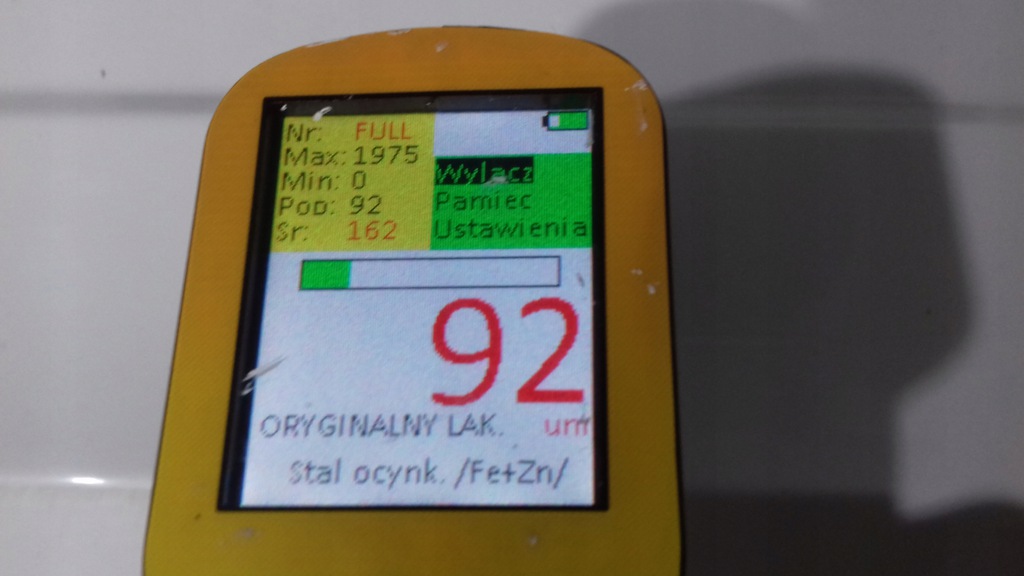 Nr: FULL
Max: 1975
Min: 0
Pop: 92
Sr: 162
Wylacz
Pamiec
Ustawienia
92
um
ORYGINALNY LAK.
Stal ocynk. /Fe+Zn/